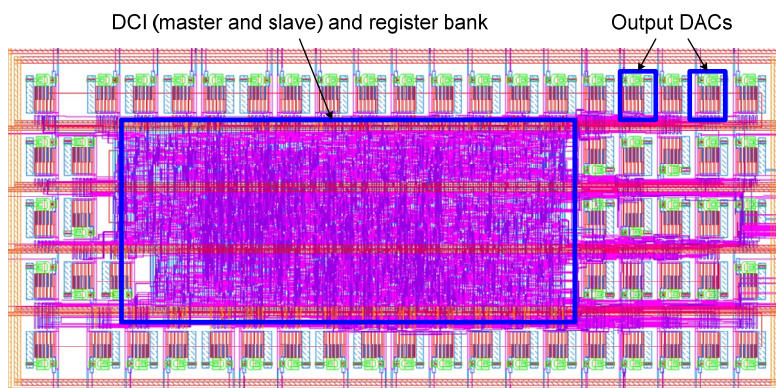 DCI (master and slave) and register bank
Output DACs